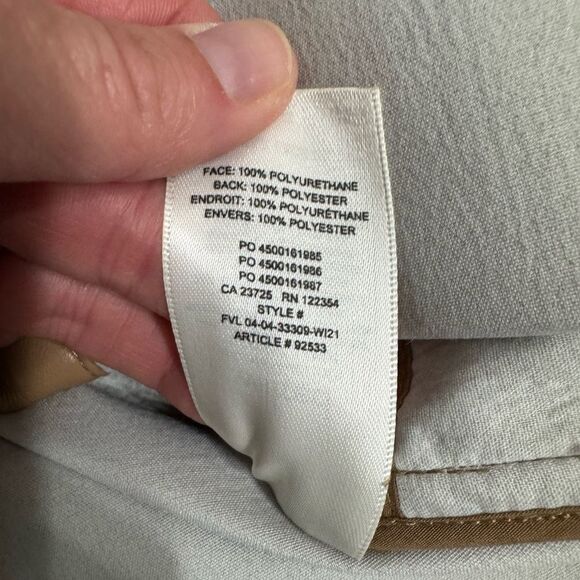 FACE: 100% POLYURETHANE
BACK: 100% POLYESTER
ENDROIT: 100% POLYURÉTHANE
ENVERS: 100% POLYESTER
PO 4500161985
PO 4500161986
PO 4500161987
CA 23725 RN 122354
STYLE #
FVL 04-04-33309-WI21
ARTICLE # 92533